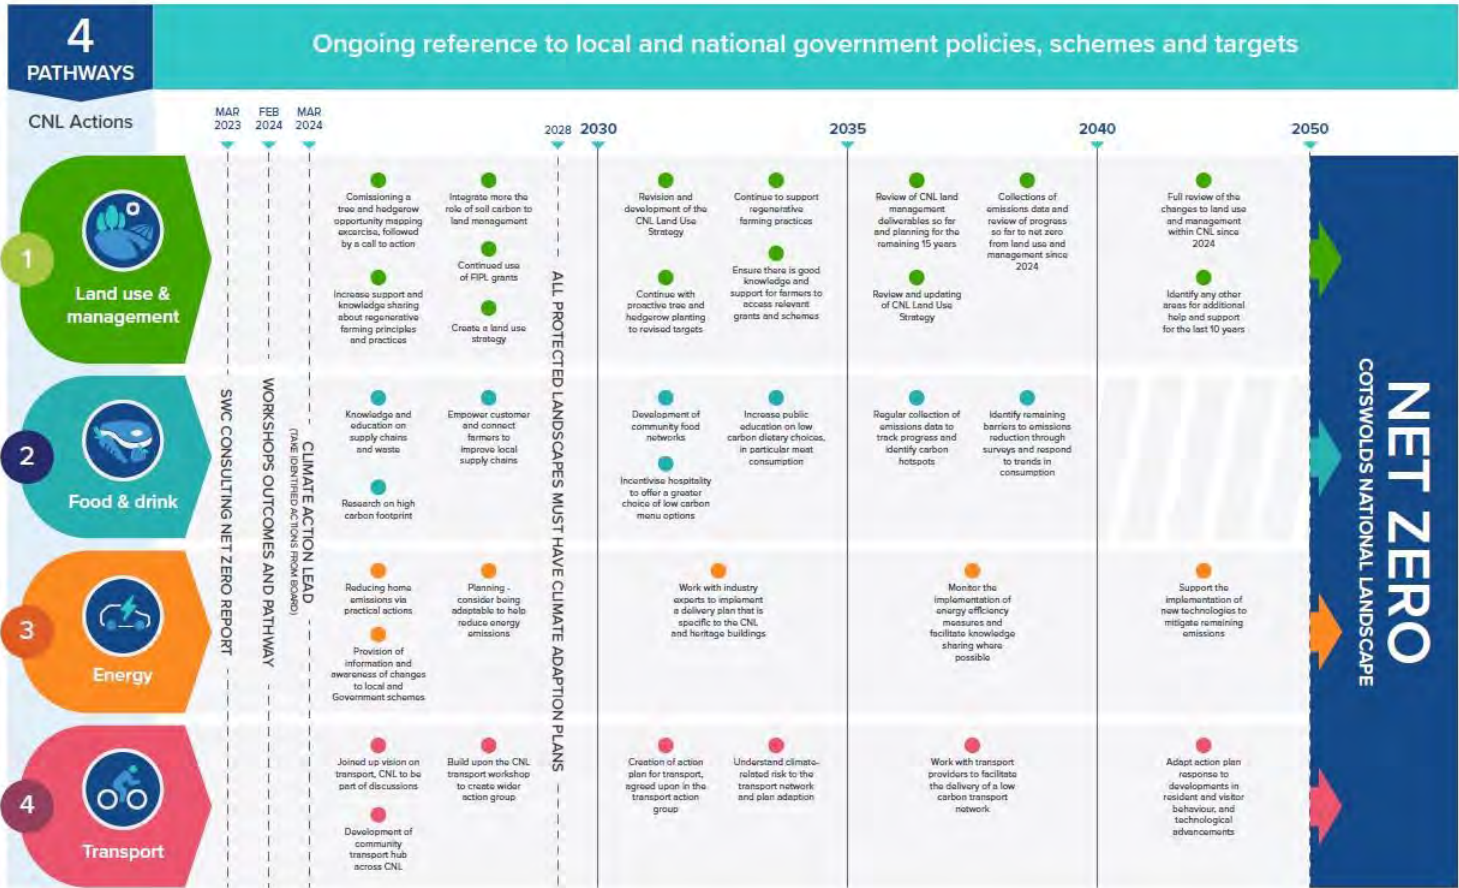 4
PATHWAYS
Ongoing reference to local and national government policies, schemes and targets
CNL Actions
MAR
2023
FEB
2024
MAR
2024
2028
2030
2035
2040
2050
1
Land use &
management
Comissioning a
tree and hedgerow
opportunity mapping
excercise, followed
by a call to action
Increase support and
knowledge sharing
about regenerative
farming principles
and practices
Integrate more the
role of soil carbon to
land management
Continued use
of FIPL grants
Create a land use
strategy
Revision and
development of the
CNL Land Use
Strategy
Continue with
proactive tree and
hedgerow planting
to revised targets
Continue to support
regenerative
farming practices
Ensure there is good
knowledge and
support for farmers to
access relevant
grants and schemes
Review of CNL land
management
deliverables so far
and planning for the
remaining 15 years
Review and updating
of CNL Land Use
Strategy
Collections of
emissions data and
review of progress
so far to net zero
from land use and
management since
2024
Full review of the
changes to land use
and management
within CNL since
2024
Identify any other
areas for additional
help and support
for the last 10 years
2
Food & drink
Knowledge and
education on
supply chains
and waste
Research on high
carbon footprint
Empower customer
and connect
farmers to
improve local
supply chains
Development of
community food
networks
Incentivise hospitality
to offer a greater
choice of low carbon
menu options
Increase public
education on low
carbon dietary choices,
in particular meat
consumption
Regular collection of
emissions data to
track progress and
identify carbon
hotspots
Identify remaining
barriers to emissions
reduction through
surveys and respond
to trends in
consumption
3
Energy
Reducing home
emissions via
practical actions
Provision of
information and
awareness of changes
to local and
Government schemes
Planning -
consider being
adaptable to help
reduce energy
emissions
Work with industry
experts to implement
a delivery plan that is
specific to the CNL
and heritage buildings
Monitor the
implementation of
energy efficiency
measures and
facilitate knowledge
sharing where
possible
Support the
implementation of
new technologies to
mitigate remaining
emissions
4
Transport
Joined up vision on
transport, CNL to be
part of discussions
Development of
community
transport hub
across CNL
Build upon the CNL
transport workshop
to create wider
action group
Creation of action
plan for transport,
agreed upon in the
transport action
group
Understand climate-
related risk to the
transport network
and plan adaption
Work with transport
providers to facilitate
the delivery of a low
carbon transport
network
Adapt action plan
response to
developments in
resident and visitor
behaviour, and
technological
advancements
SWC CONSULTING NET ZERO REPORT
WORKSHOPS OUTCOMES AND PATHWAY
CLIMATE ACTION LEAD
(TAKE IDENTIFIED ACTIONS FROM BOARD)
ALL PROTECTED LANDSCAPES MUST HAVE CLIMATE ADAPTION PLANS
NET ZERO
COTSWOLDS NATIONAL LANDSCAPE